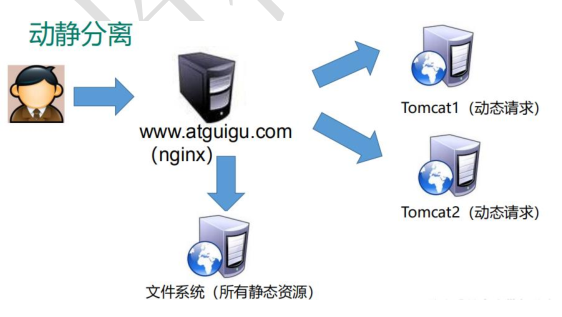 动静分离
www.atguigu.com
（nginx）
Tomcat1（动态请求）
Tomcat2（动态请求）
文件系统（所有静态资源）